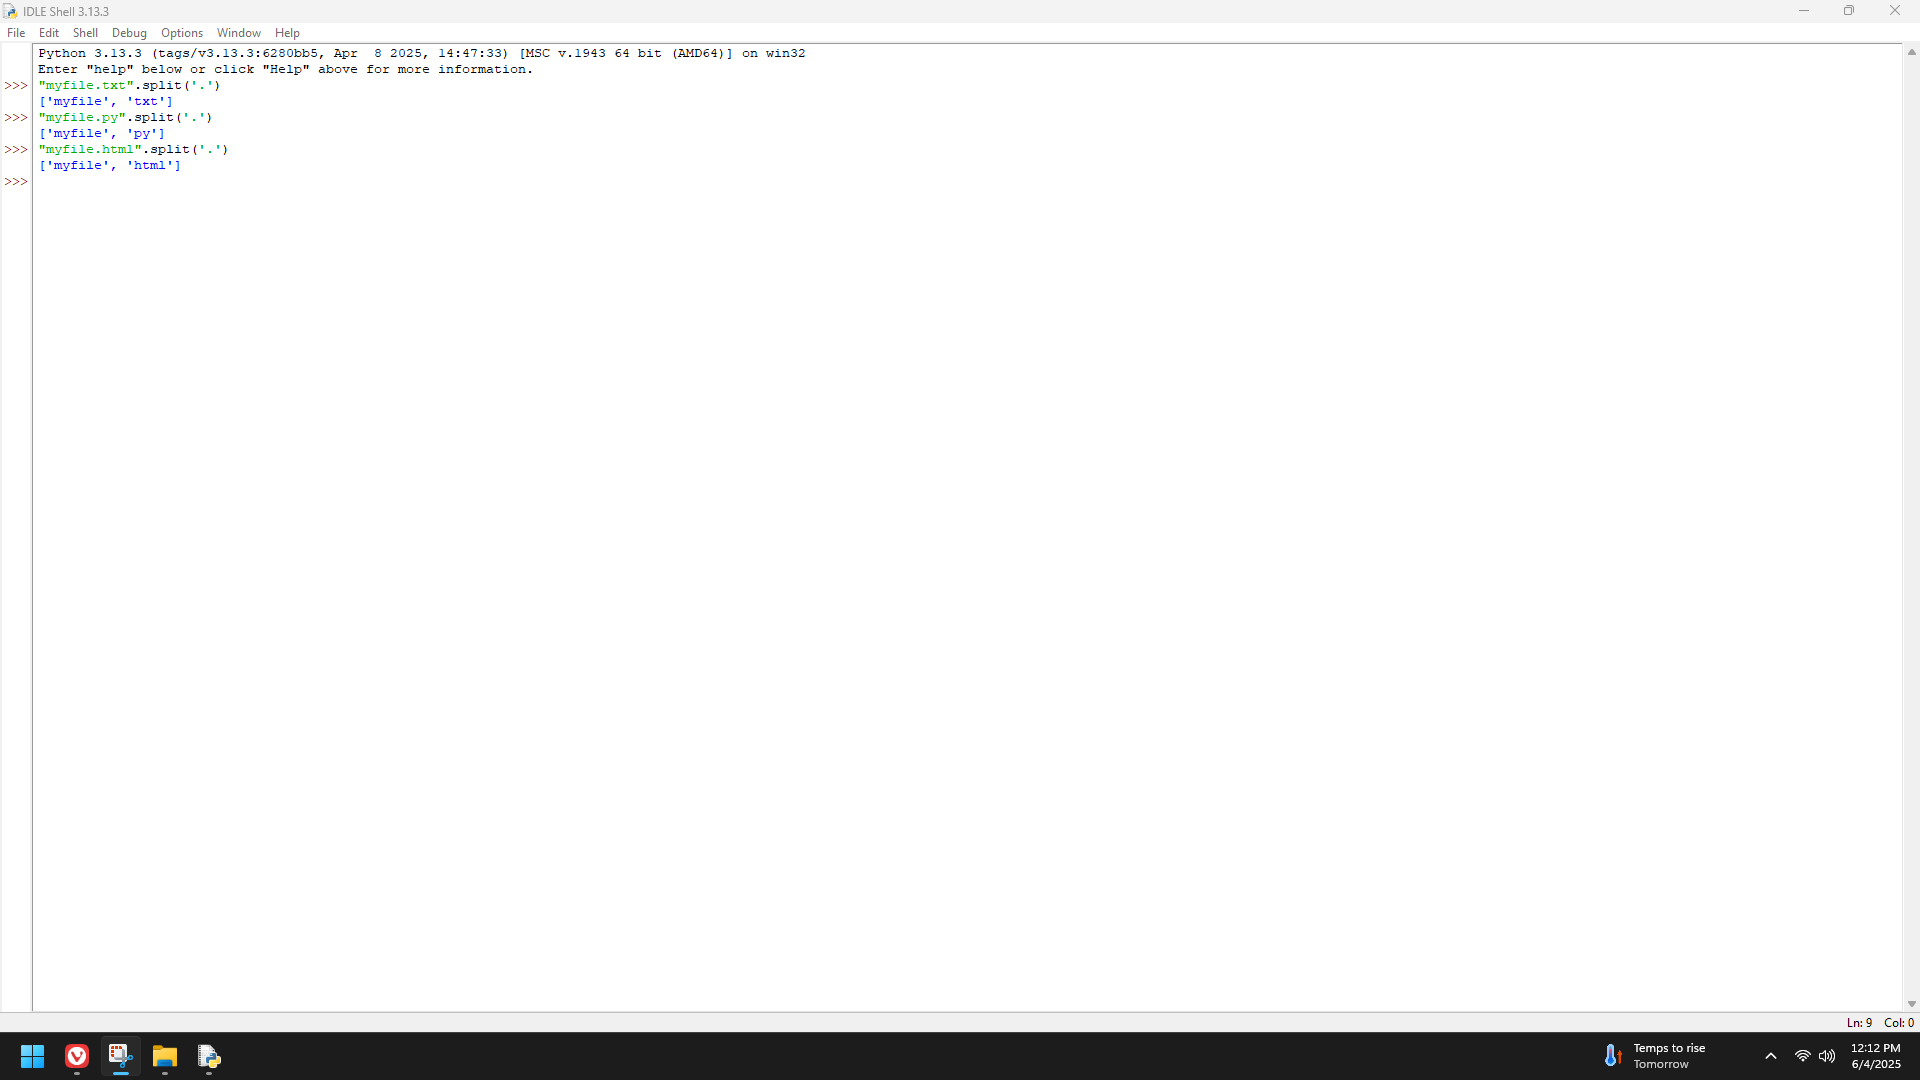 IDLE Shell 3.13.3
File Edit Shell Debug Options Window Help
Python 3.13.3 (tags/v3.13.3:6280bb5, Apr  8 2025, 14:47:33) [MSC v.1943 64 bit (AMD64)] on win32
Enter "help" below or click "Help" above for more information.
>>> "myfile.txt".split('.')
['myfile', 'txt']
>>> "myfile.py".split('.')
['myfile', 'py']
>>> "myfile.html".split('.')
['myfile', 'html']
>>>
Ln: 9 Col: 0
Temps to rise
Tomorrow
12:12 PM
6/4/2025